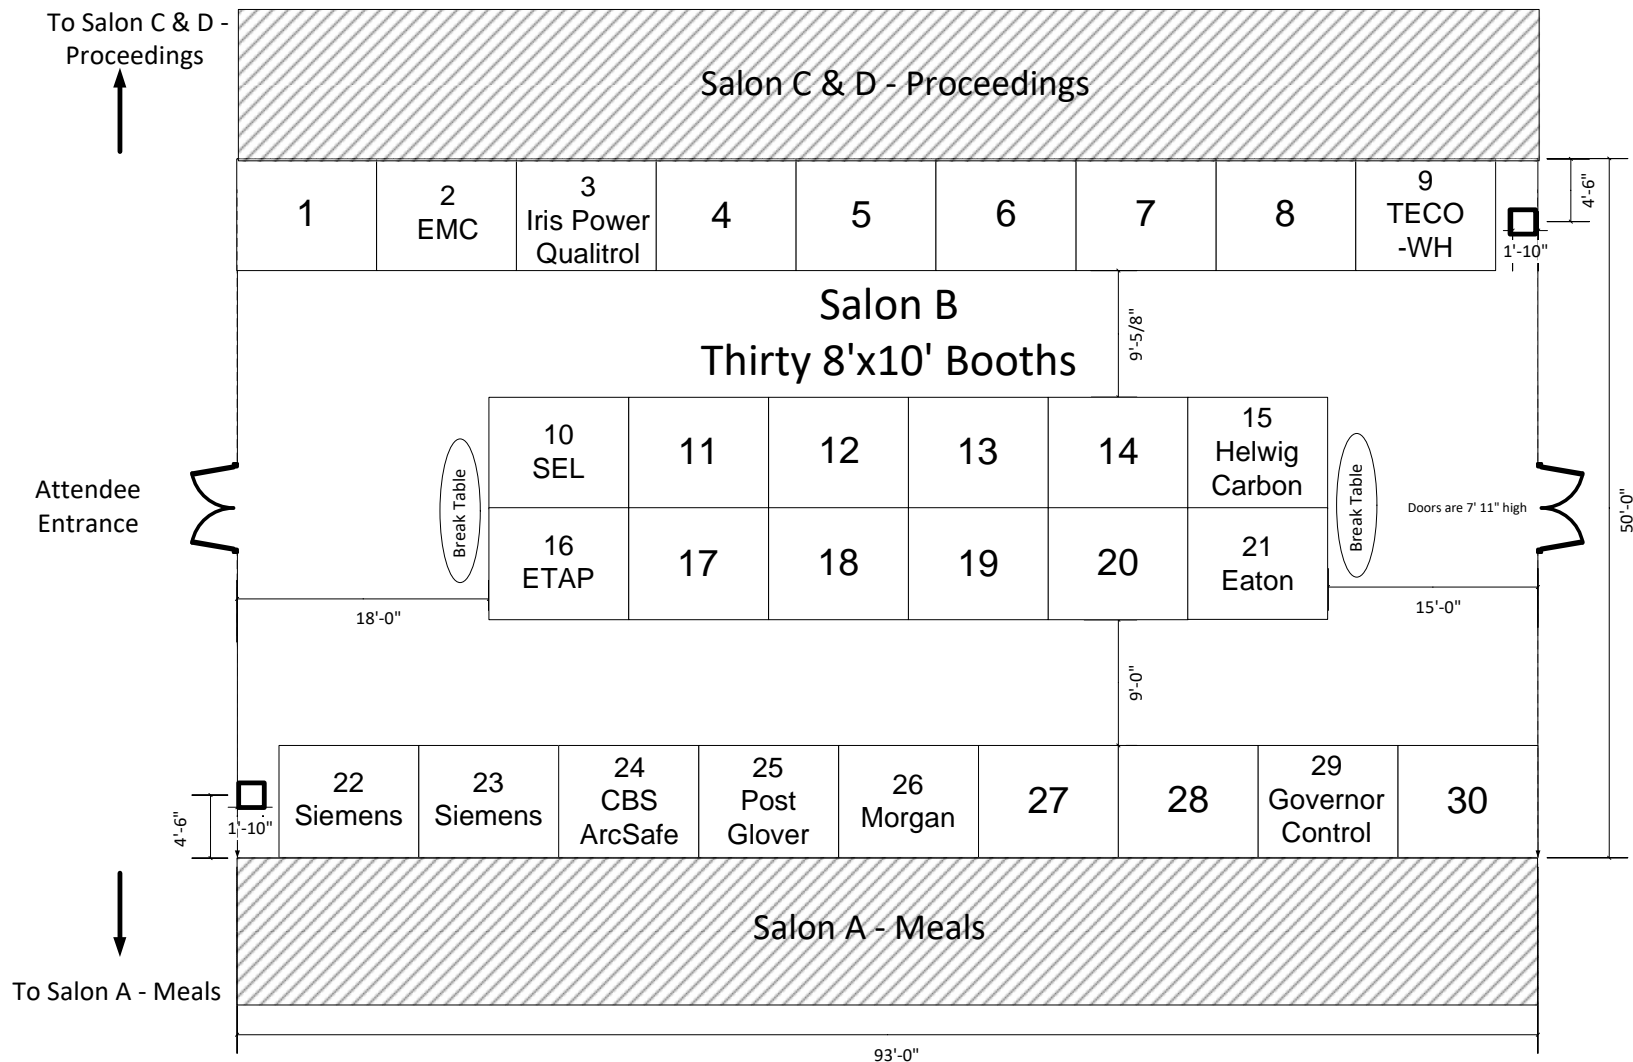 To Salon C & D -
Proceedings
Salon C & D - Proceedings
1
2
EMC
3
Iris Power
Qualitrol
4
5
6
7
8
9
TECO
-WH
4'-6"
1'-10"
Salon B
Thirty 8'x10' Booths
9'-5/8"
10
SEL
11
12
13
14
15
Helwig
Carbon
Attendee
Entrance
Break Table
Break Table
Doors are 7' 11" high
50'-0"
16
ETAP
17
18
19
20
21
Eaton
18'-0"
15'-0"
9'-0"
22
Siemens
23
Siemens
24
CBS
ArcSafe
25
Post
Glover
26
Morgan
27
28
29
Governor
Control
30
4'-6"
1'-10"
Salon A - Meals
To Salon A - Meals
93'-0"